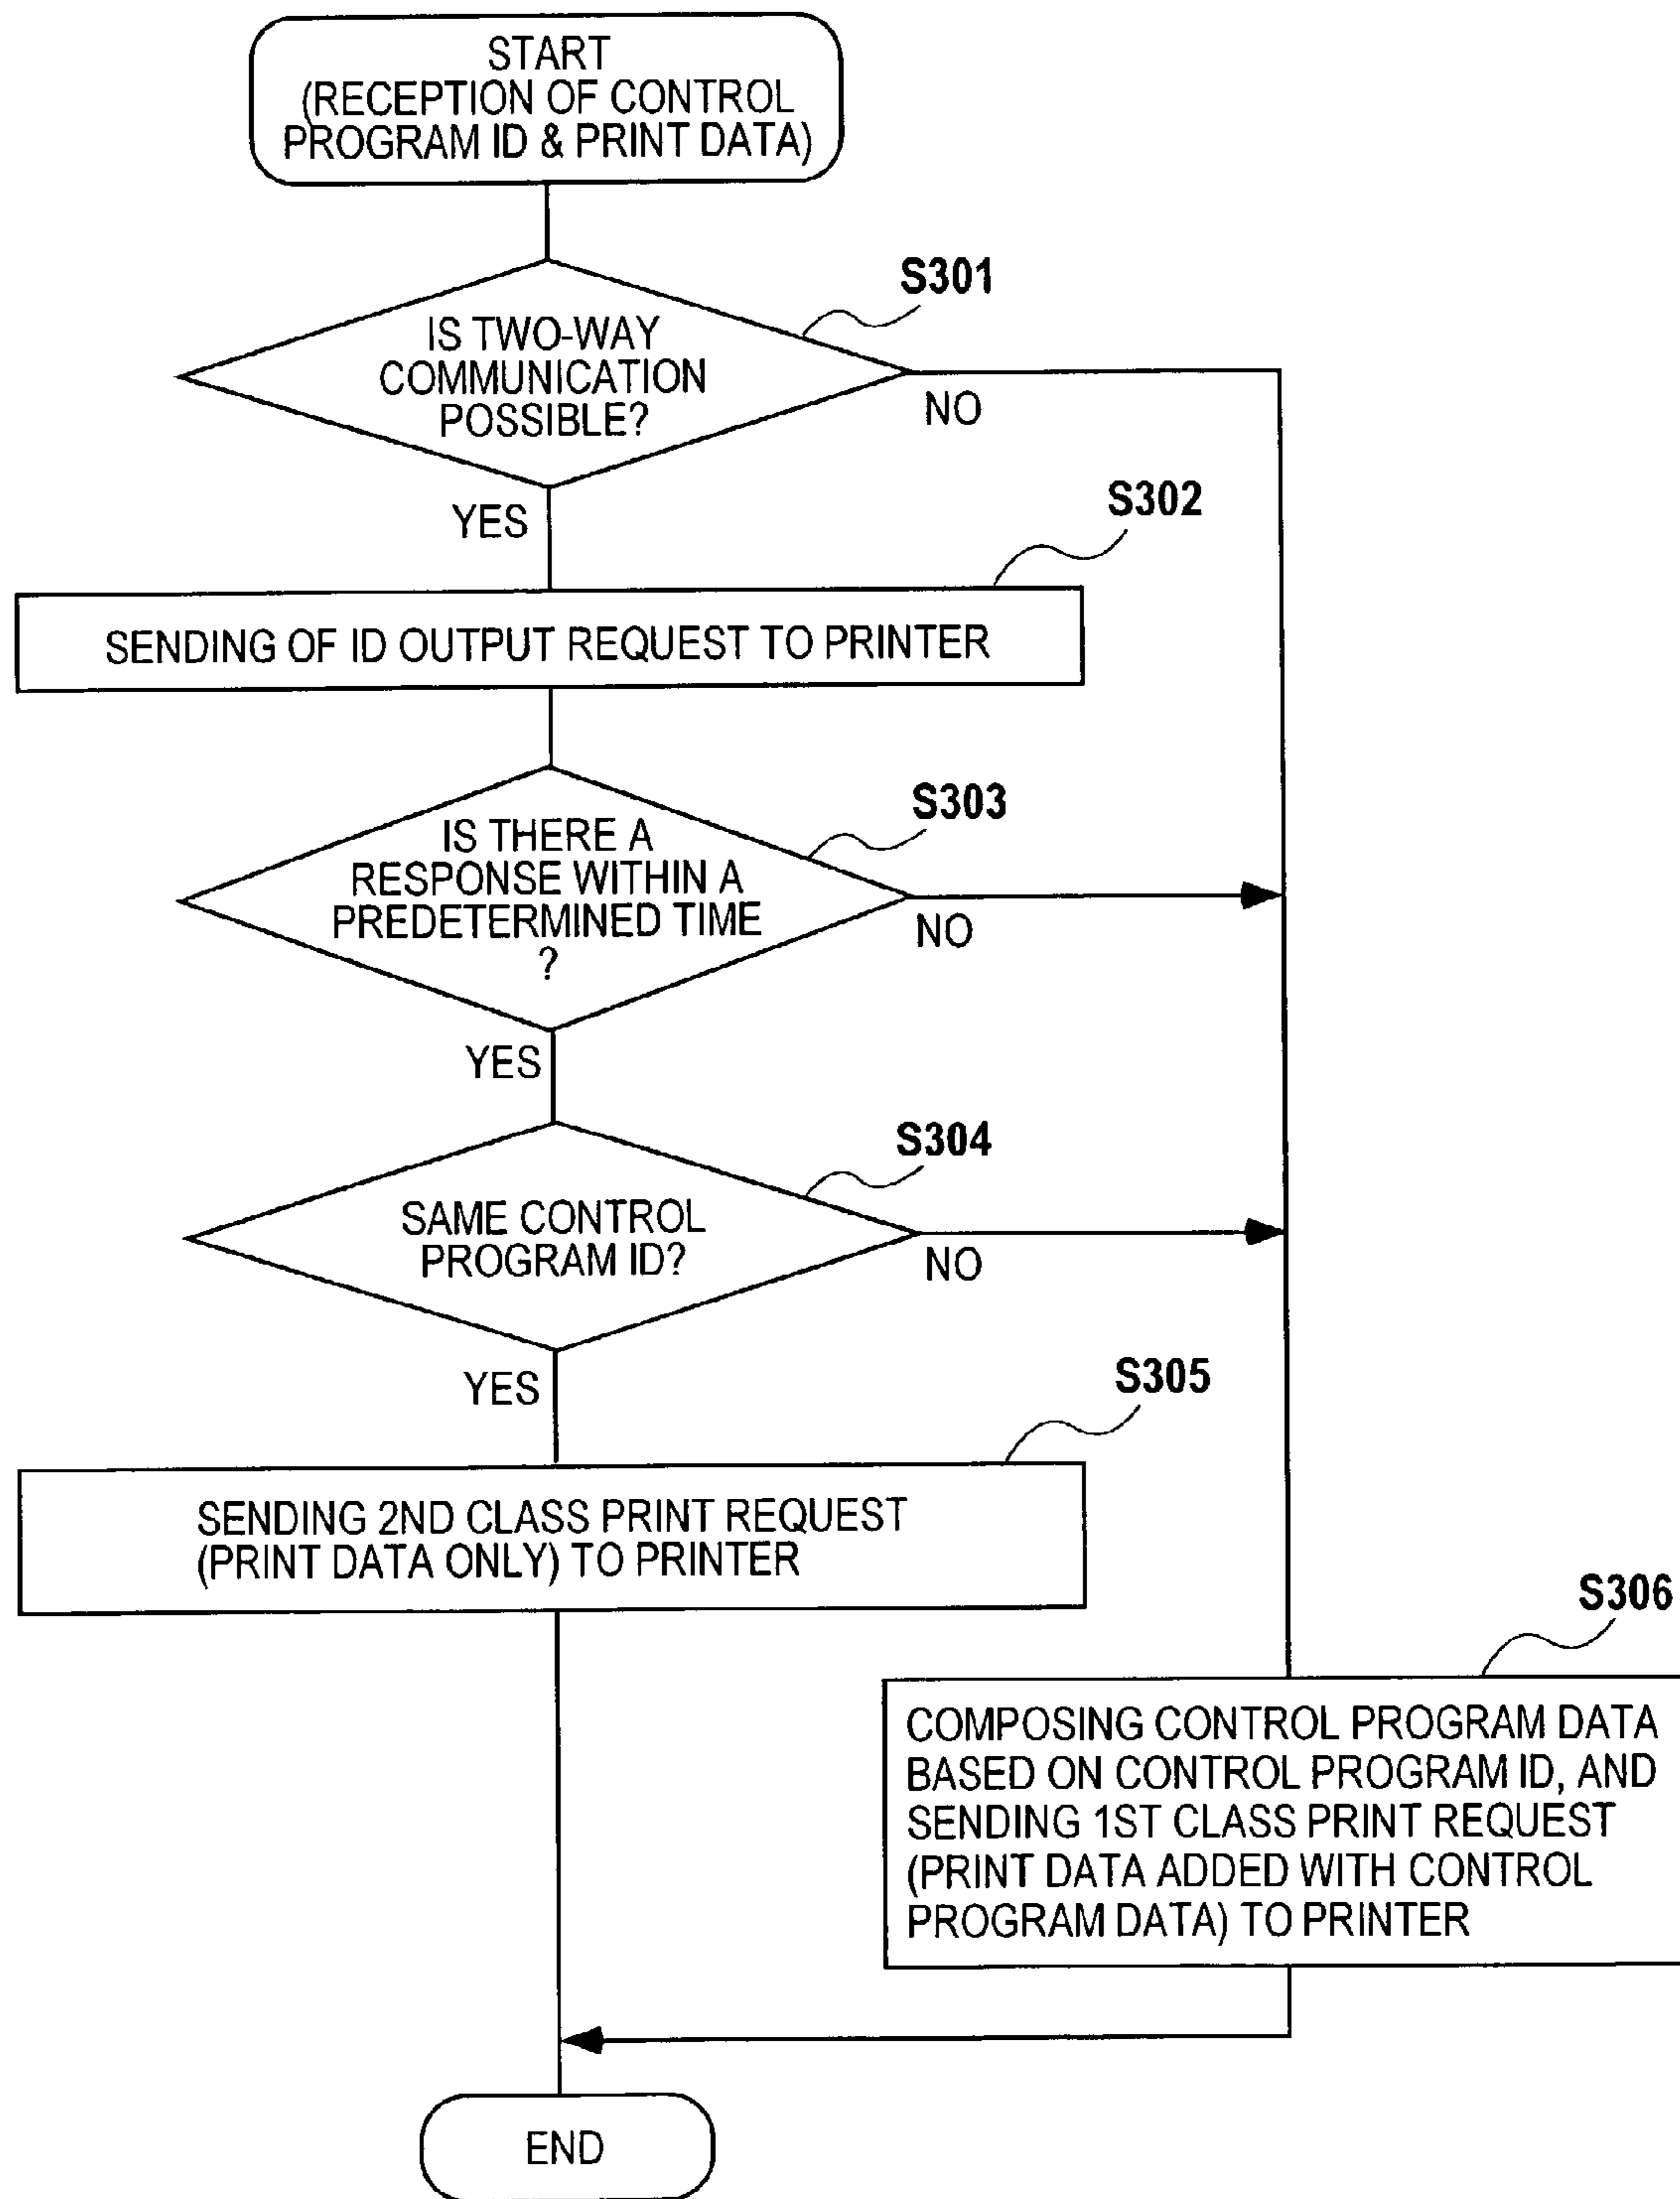 START
(RECEPTION OF CONTROL
PROGRAM ID & PRINT DATA)
S301
IS TWO-WAY
COMMUNICATION
POSSIBLE?
NO
YES
S302
SENDING OF ID OUTPUT REQUEST TO PRINTER
S303
IS THERE A
RESPONSE WITHIN A
PREDETERMINED TIME
?
NO
YES
S304
SAME CONTROL
PROGRAM ID?
NO
YES
S305
SENDING 2ND CLASS PRINT REQUEST
(PRINT DATA ONLY) TO PRINTER
S306
COMPOSING CONTROL PROGRAM DATA
BASED ON CONTROL PROGRAM ID, AND
SENDING 1ST CLASS PRINT REQUEST
(PRINT DATA ADDED WITH CONTROL
PROGRAM DATA) TO PRINTER
END